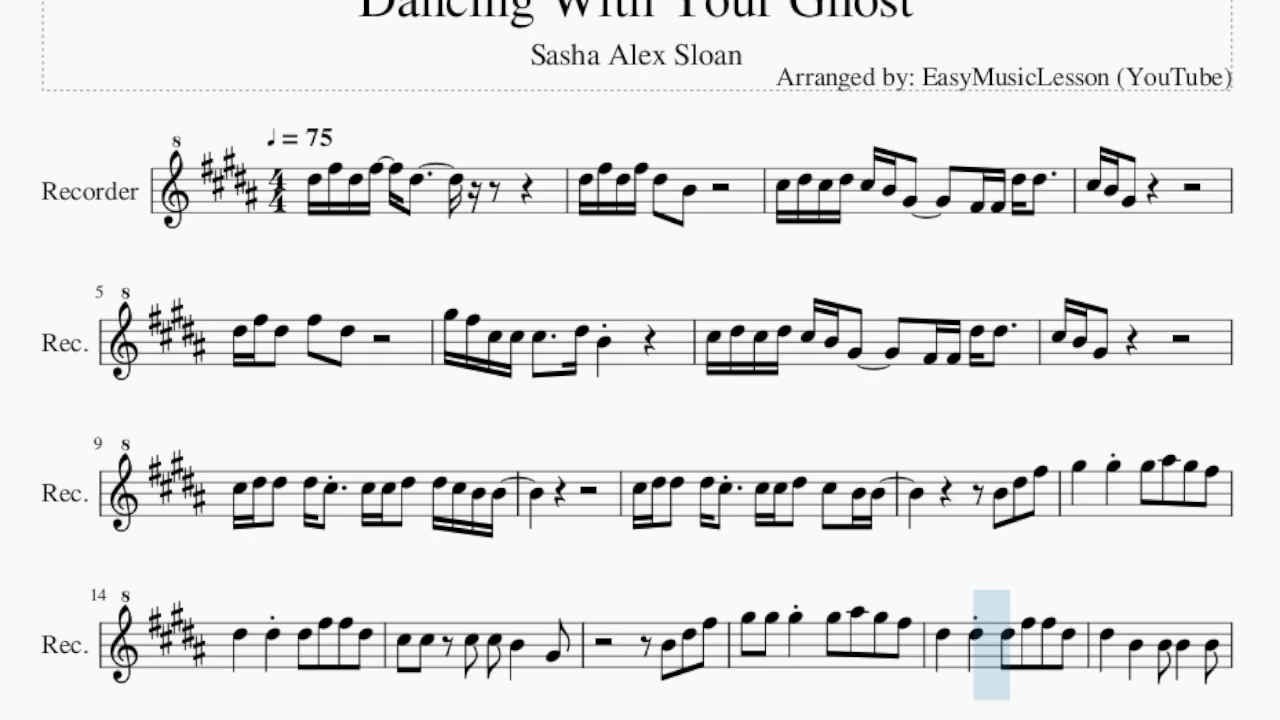 Dancing With Your Ghost
Sasha Alex Sloan
Arranged by: EasyMusicLesson (YouTube)
8
♩ = 75
Recorder
4
4
5
8
Rec.
9
8
Rec.
14
8
Rec.